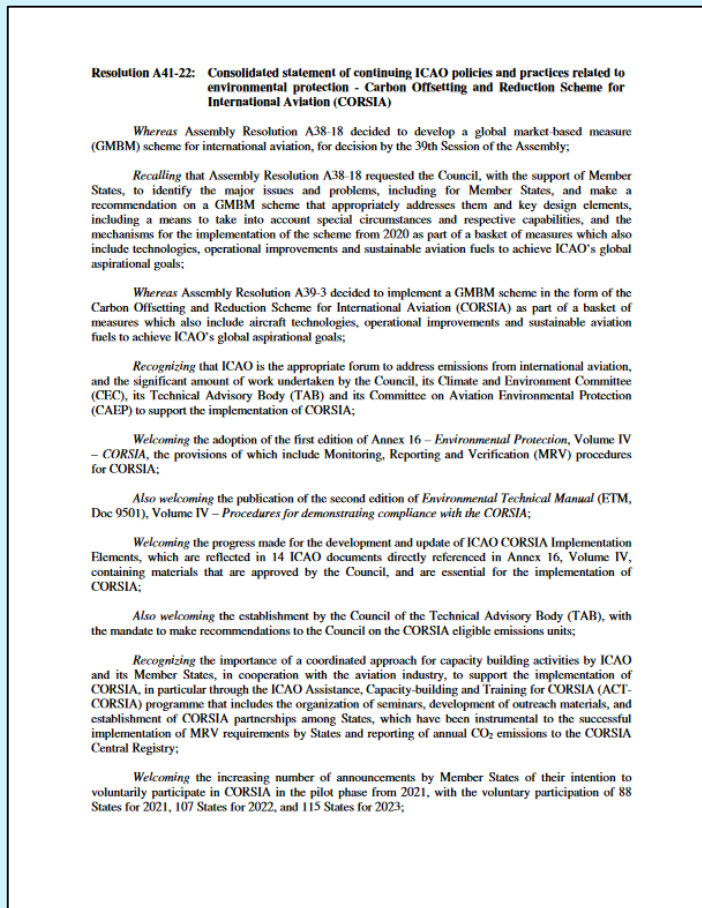 Resolution A41-22: Consolidated statement of continuing ICAO policies and practices related to
environmental protection - Carbon Offsetting and Reduction Scheme for
International Aviation (CORSIA)
Whereas Assembly Resolution A38-18 decided to develop a global market-based measure
(GMBM) scheme for international aviation, for decision by the 39th Session of the Assembly;
Recalling that Assembly Resolution A38-18 requested the Council, with the support of Member
States, to identify the major issues and problems, including for Member States, and make a
recommendation on a GMBM scheme that appropriately addresses them and key design elements,
including a means to take into account special circumstances and respective capabilities, and the
mechanisms for the implementation of the scheme from 2020 as part of a basket of measures which also
include technologies, operational improvements and sustainable aviation fuels to achieve ICAO's global
aspirational goals;
Whereas Assembly Resolution A39-3 decided to implement a GMBM scheme in the form of the
Carbon Offsetting and Reduction Scheme for International Aviation (CORSIA) as part of a basket of
measures which also include aircraft technologies, operational improvements and sustainable aviation
fuels to achieve ICAO's global aspirational goals;
Recognizing that ICAO is the appropriate forum to address emissions from international aviation,
and the significant amount of work undertaken by the Council, its Climate and Environment Committee
(CEC), its Technical Advisory Body (TAB) and its Committee on Aviation Environmental Protection
(CAEP) to support the implementation of CORSIA;
Welcoming the adoption of the first edition of Annex 16 – Environmental Protection, Volume IV
– CORSIA, the provisions of which include Monitoring, Reporting and Verification (MRV) procedures
for CORSIA;
Also welcoming the publication of the second edition of Environmental Technical Manual (ETM,
Doc 9501), Volume IV – Procedures for demonstrating compliance with the CORSIA;
Welcoming the progress made for the development and update of ICAO CORSIA Implementation
Elements, which are reflected in 14 ICAO documents directly referenced in Annex 16, Volume IV,
containing materials that are approved by the Council, and are essential for the implementation of
CORSIA;
Also welcoming the establishment by the Council of the Technical Advisory Body (TAB), with
the mandate to make recommendations to the Council on the CORSIA eligible emissions units;
Recognizing the importance of a coordinated approach for capacity building activities by ICAO
and its Member States, in cooperation with the aviation industry, to support the implementation of
CORSIA, in particular through the ICAO Assistance, Capacity-building and Training for CORSIA (ACT-
CORSIA) programme that includes the organization of seminars, development of outreach materials, and
establishment of CORSIA partnerships among States, which have been instrumental to the successful
implementation of MRV requirements by States and reporting of annual CO₂ emissions to the CORSIA
Central Registry;
Welcoming the increasing number of announcements by Member States of their intention to
voluntarily participate in CORSIA in the pilot phase from 2021, with the voluntary participation of 88
States for 2021, 107 States for 2022, and 115 States for 2023;